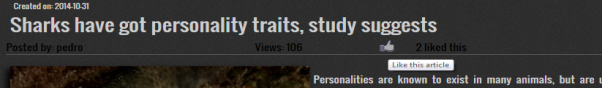 Created on: 2014-10-31
Sharks have got personality traits, study suggests
Posted by: pedro Views: 106 2 liked this
Like this article
Personalities are known to exist in many animals, but are u